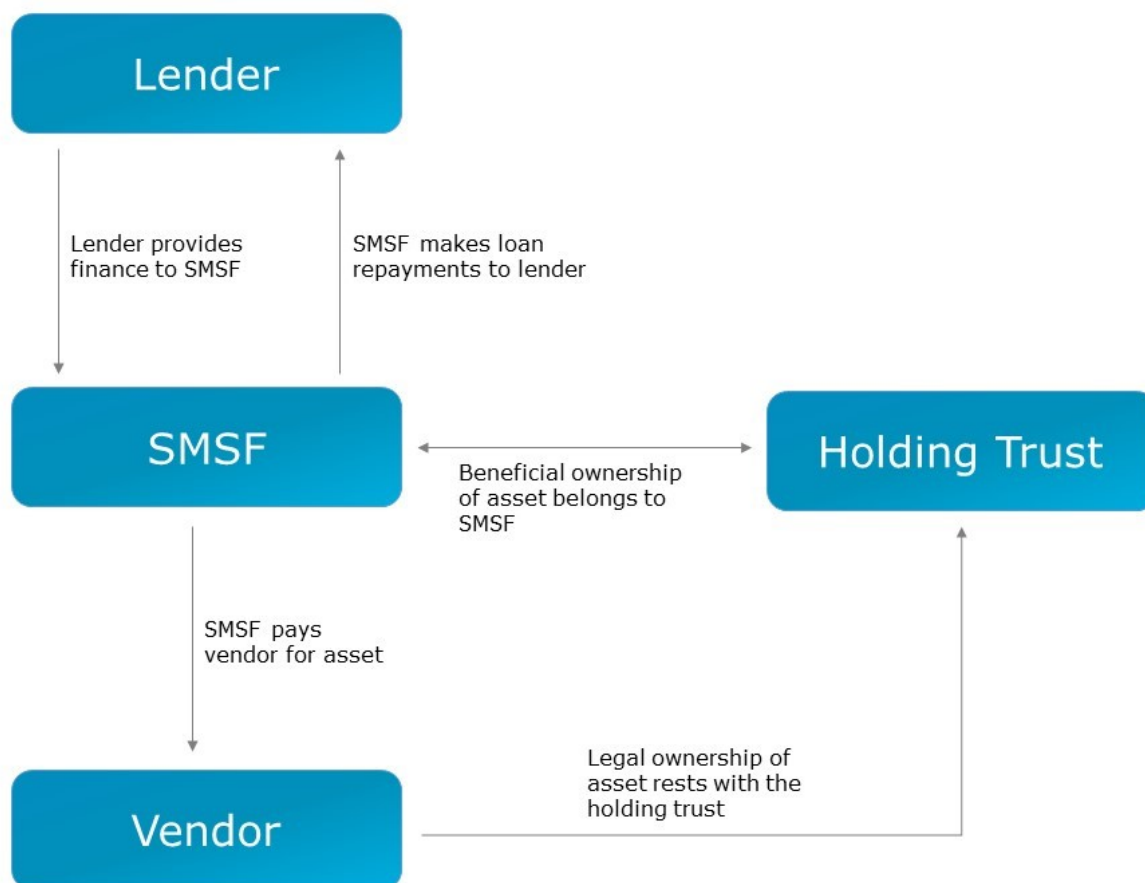 Lender
Lender provides
finance to SMSF
SMSF makes loan
repayments to lender
SMSF
Beneficial ownership
of asset belongs to
SMSF
Holding Trust
SMSF pays
vendor for asset
Legal ownership of
asset rests with the
holding trust
Vendor